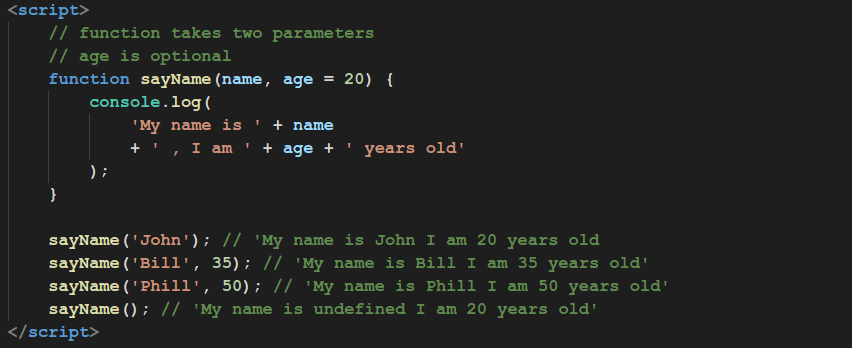 <script>
// function takes two parameters
// age is optional
function sayName(name, age = 20) {
console.log(
'My name is ' + name
+ ' , I am ' + age + ' years old'
);
}
sayName('John'); // 'My name is John I am 20 years old
sayName('Bill', 35); // 'My name is Bill I am 35 years old'
sayName('Phill', 50); // 'My name is Phill I am 50 years old'
sayName(); // 'My name is undefined I am 20 years old'
</script>